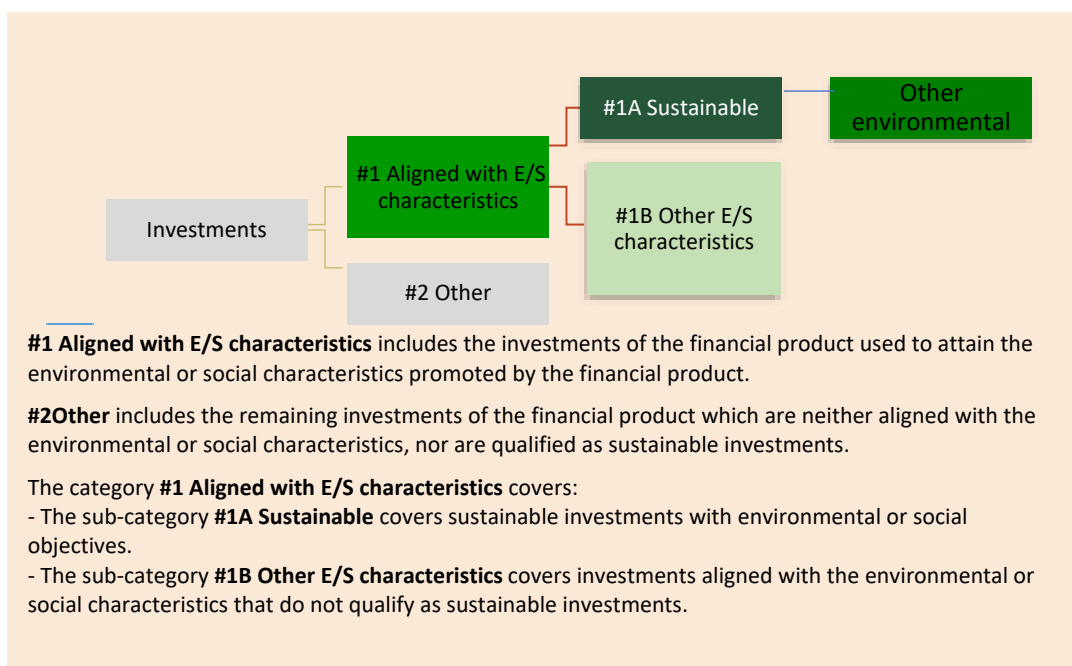 #1A Sustainable
Other
environmental
#1 Aligned with E/S
characteristics
#1B Other E/S
characteristics
Investments
#2 Other
#1 Aligned with E/S characteristics includes the investments of the financial product used to attain the
environmental or social characteristics promoted by the financial product.
#2Other includes the remaining investments of the financial product which are neither aligned with the
environmental or social characteristics, nor are qualified as sustainable investments.
The category #1 Aligned with E/S characteristics covers:
- The sub-category #1A Sustainable covers sustainable investments with environmental or social
objectives.
- The sub-category #1B Other E/S characteristics covers investments aligned with the environmental or
social characteristics that do not qualify as sustainable investments.